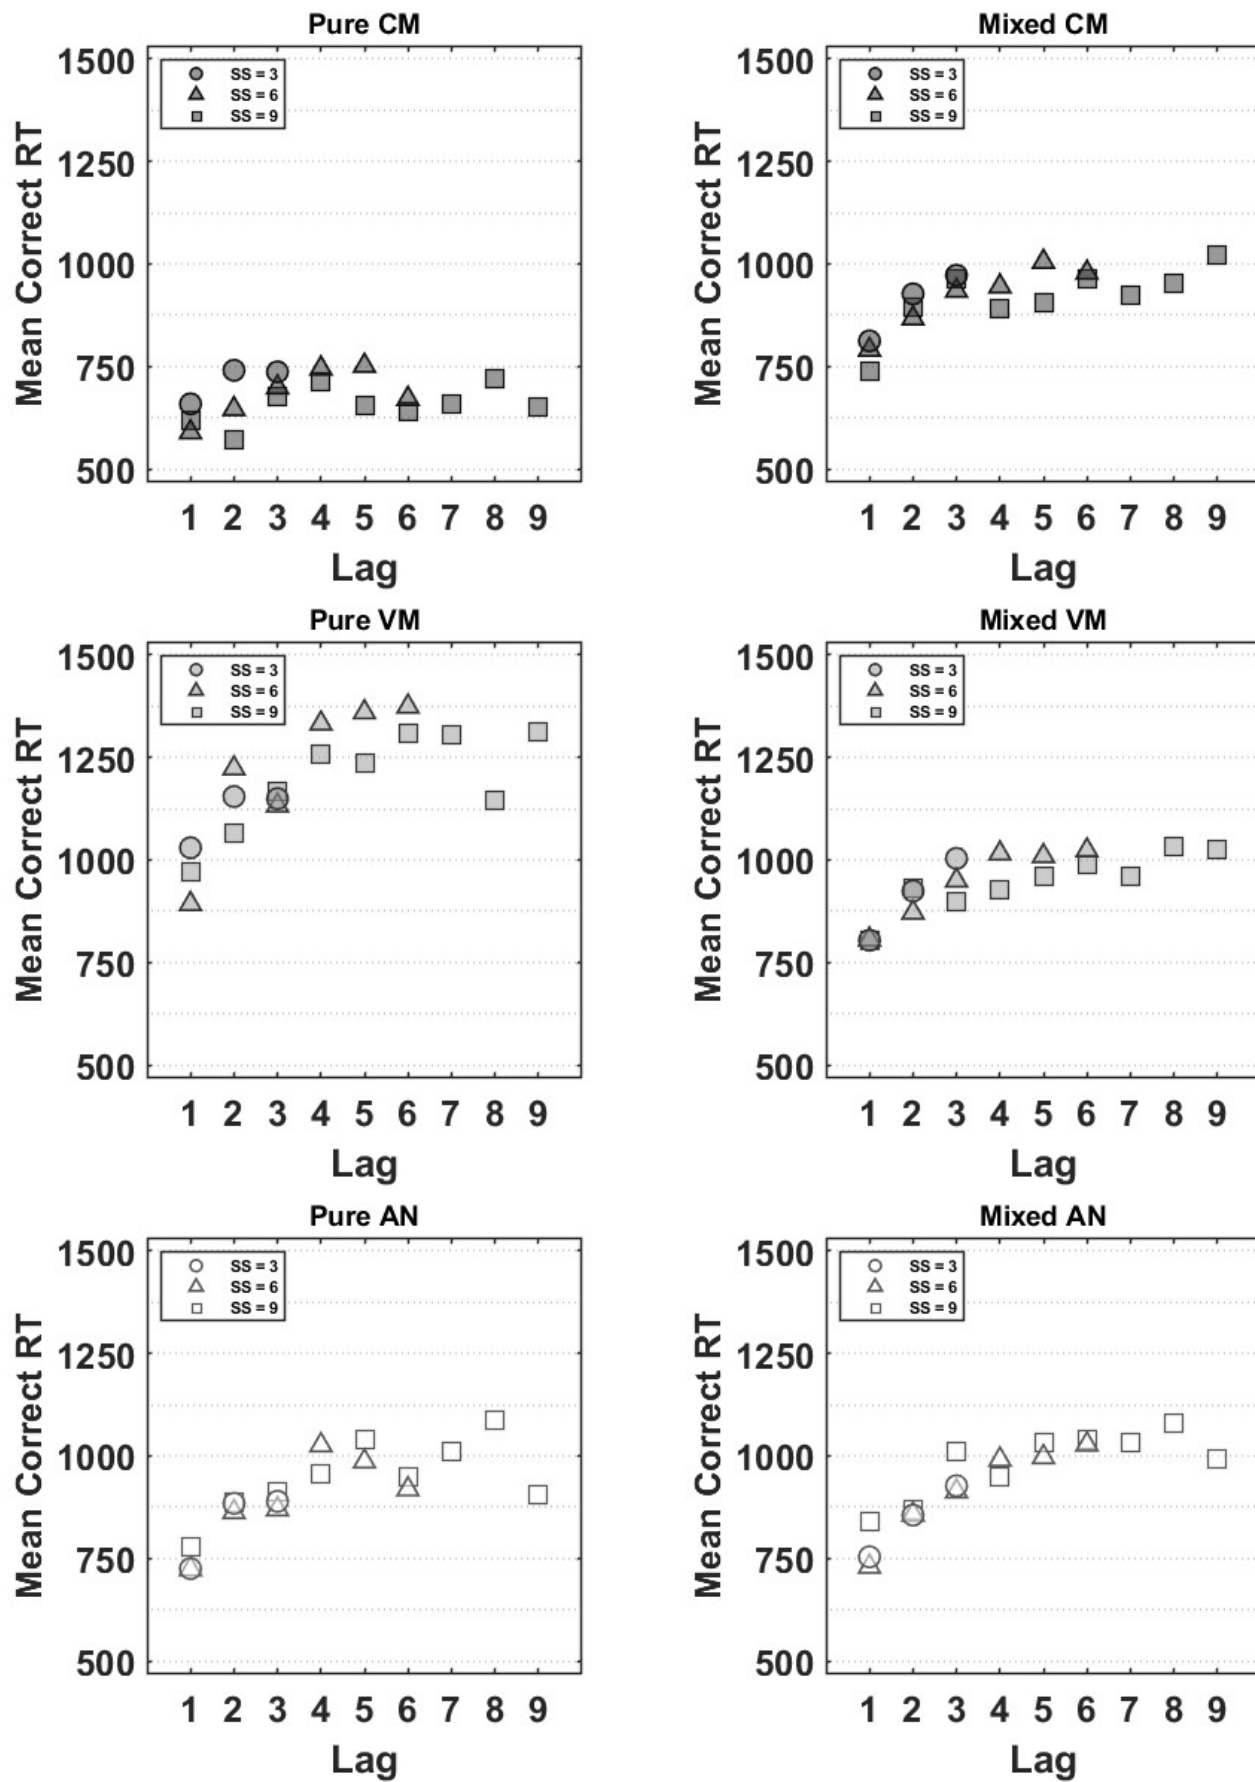 Pure CM
Mean Correct RT
1500
1250
1000
750
500
SS = 3
SS = 6
SS = 9
1 2 3 4 5 6 7 8 9
Lag
Mixed CM
Mean Correct RT
1500
1250
1000
750
500
SS = 3
SS = 6
SS = 9
1 2 3 4 5 6 7 8 9
Lag
Pure VM
Mean Correct RT
1500
1250
1000
750
500
SS = 3
SS = 6
SS = 9
1 2 3 4 5 6 7 8 9
Lag
Mixed VM
Mean Correct RT
1500
1250
1000
750
500
SS = 3
SS = 6
SS = 9
1 2 3 4 5 6 7 8 9
Lag
Pure AN
Mean Correct RT
1500
1250
1000
750
500
SS = 3
SS = 6
SS = 9
1 2 3 4 5 6 7 8 9
Lag
Mixed AN
Mean Correct RT
1500
1250
1000
750
500
SS = 3
SS = 6
SS = 9
1 2 3 4 5 6 7 8 9
Lag